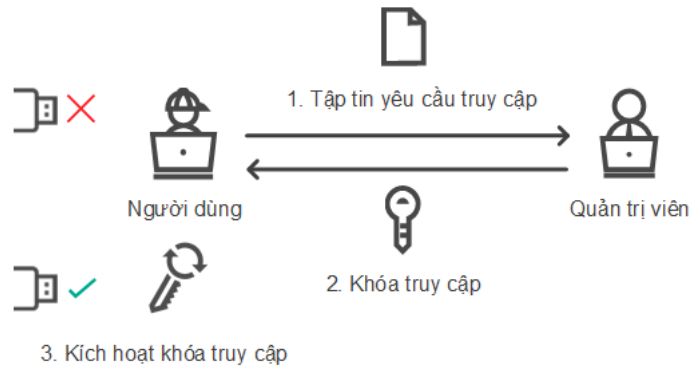 1. Tập tin yêu cầu truy cập
Người dùng
Quản trị viên
2. Khóa truy cập
3. Kích hoạt khóa truy cập